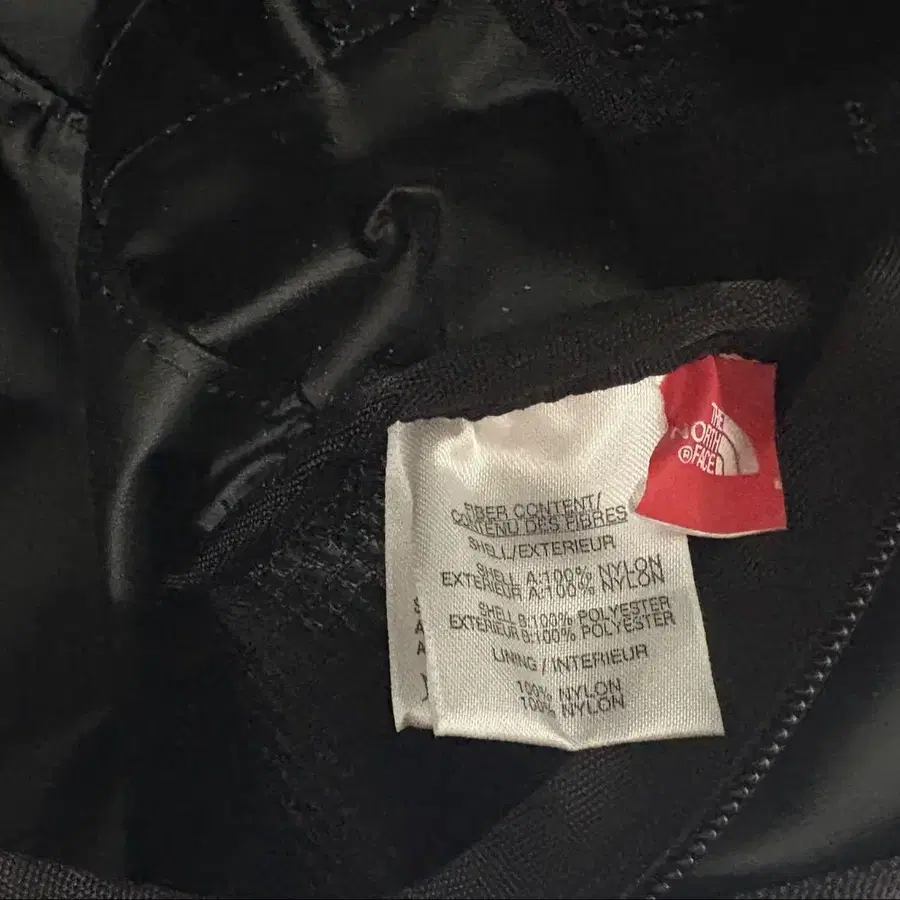 THE
NORTH
FACE
®
FIBER CONTENT/
CONTENU DES FIBRES
SHELL/EXTERIEUR
SHELL A:100% NYLON
EXTERIEUR A:100% NYLON
SHELL B:100% POLYESTER
EXTERIEUR B:100% POLYESTER
LINING / INTERIEUR
100% NYLON
100% NYLON